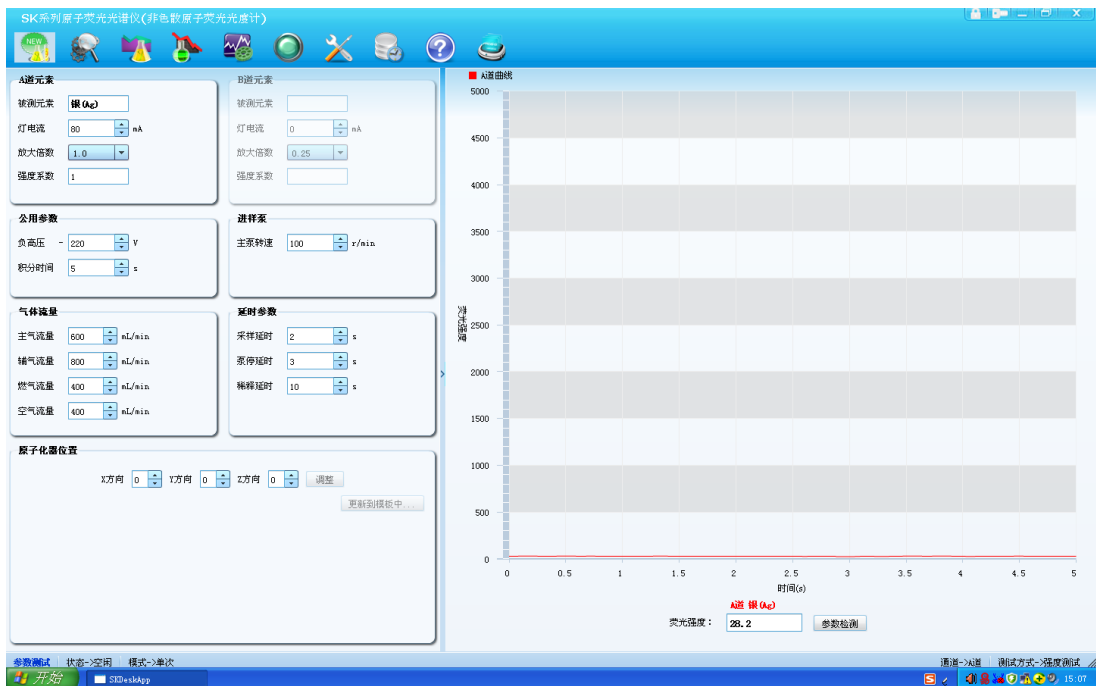 SK系列原子荧光光谱仪(非色散原子荧光光度计)
NEW
A道元素
被测元素 银(Ag)
灯电流 80 mA
放大倍数 1.0
强度系数 1
B道元素
被测元素
灯电流 0 mA
放大倍数 0.25
强度系数
公用参数
负高压 - 220 V
积分时间 5 s
进样泵
主泵转速 100 r/min
气体流量
主气流量 600 mL/min
辅气流量 800 mL/min
燃气流量 400 mL/min
空气流量 400 mL/min
延时参数
采样延时 2 s
泵停延时 3 s
稀释延时 10 s
原子化器位置
X方向 0 Y方向 0 Z方向 0 调整
更新到模板中...
A道曲线
5000
4500
4000
3500
3000
2500
2000
1500
1000
500
0
荧光强度
0 0.5 1 1.5 2 2.5 3 3.5 4 4.5 5
时间(s)
A道 银(Ag)
荧光强度： 28.2 参数检测
参数测试 状态->空闲 模式->单次 通道->A道 测试方式->强度测试
开始 SKDeskApp 15:07